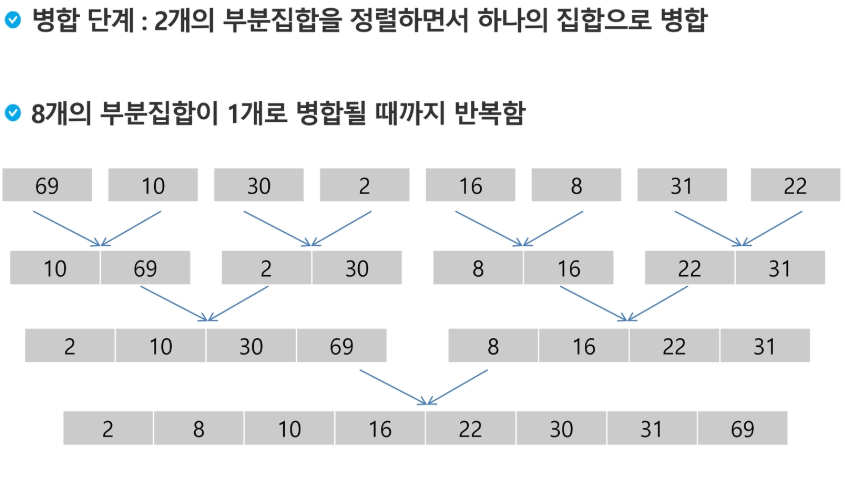 병합 단계 : 2개의 부분집합을 정렬하면서 하나의 집합으로 병합
8개의 부분집합이 1개로 병합될 때까지 반복함
69 10 30 2 16 8 31 22
10 69 2 30 8 16 22 31
2 10 30 69 8 16 22 31
2 8 10 16 22 30 31 69